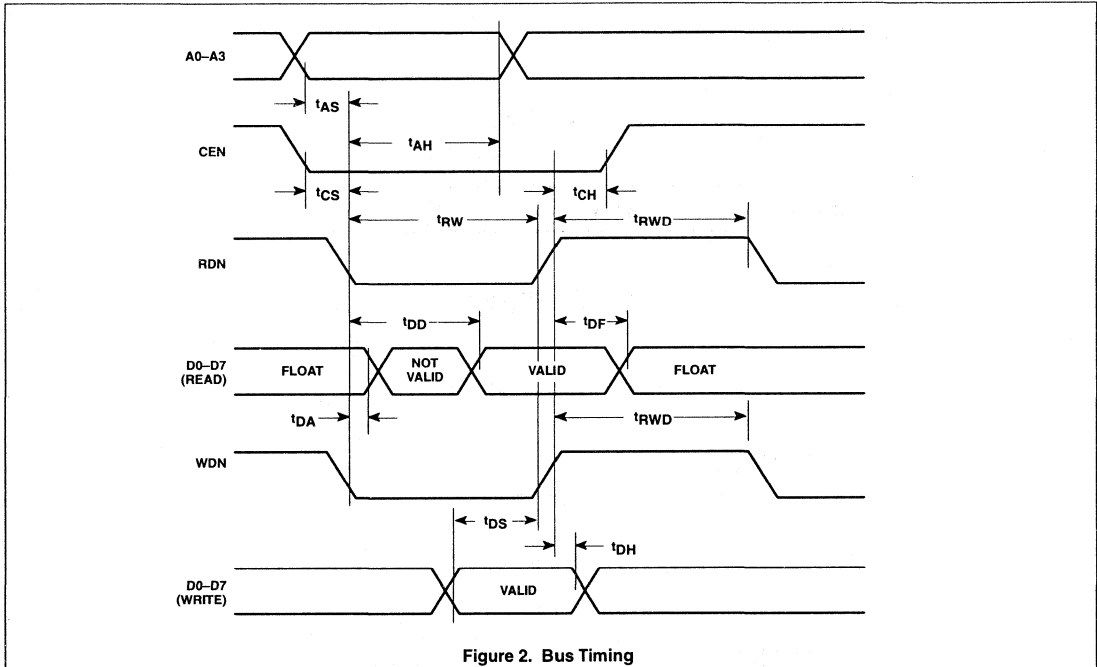 A0–A3
tAS
tAH
CEN
tCS
tCH
tRW
tRWD
RDN
tDD
tDF
D0–D7
(READ)
FLOAT
NOT
VALID
VALID
FLOAT
tDA
tRWD
WDN
tDS
tDH
D0–D7
(WRITE)
VALID
Figure 2. Bus Timing